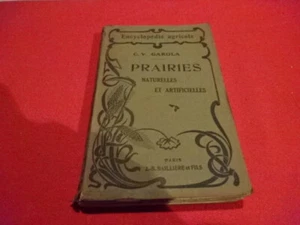 Encyclopédie agricole
C.-V. GAROLA
PRAIRIES
NATURELLES
ET ARTIFICIELLES
PARIS
J.-B. BAILLIÈRE et FILS